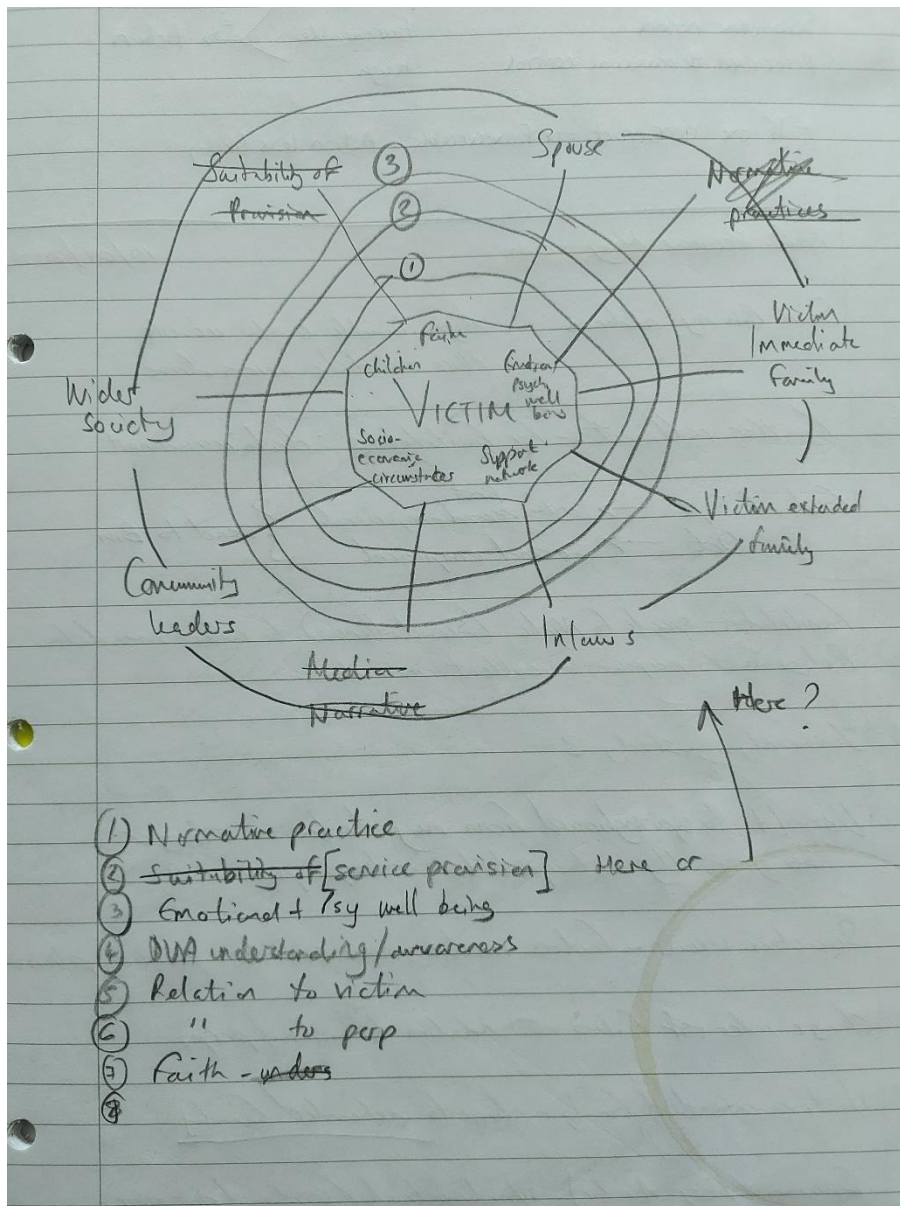 Suitability of
Provision
③
②
①
Spouse
Normative
practices
Victim
Immediate
family
Victim extended
family
Inlaws
Media
Narrative
Community
leaders
Wider
Society
Faith
children
VICTIM
Emotional
psych
well
being
Socio-
economic
circumstances
Support
network
Here ?
① Normative practice
② Suitability of [service provision] Here or
③ Emotional + Psy well being
④ DVA understanding/awareness
⑤ Relation to victim
⑥ " to perp
⑦ Faith -
⑧